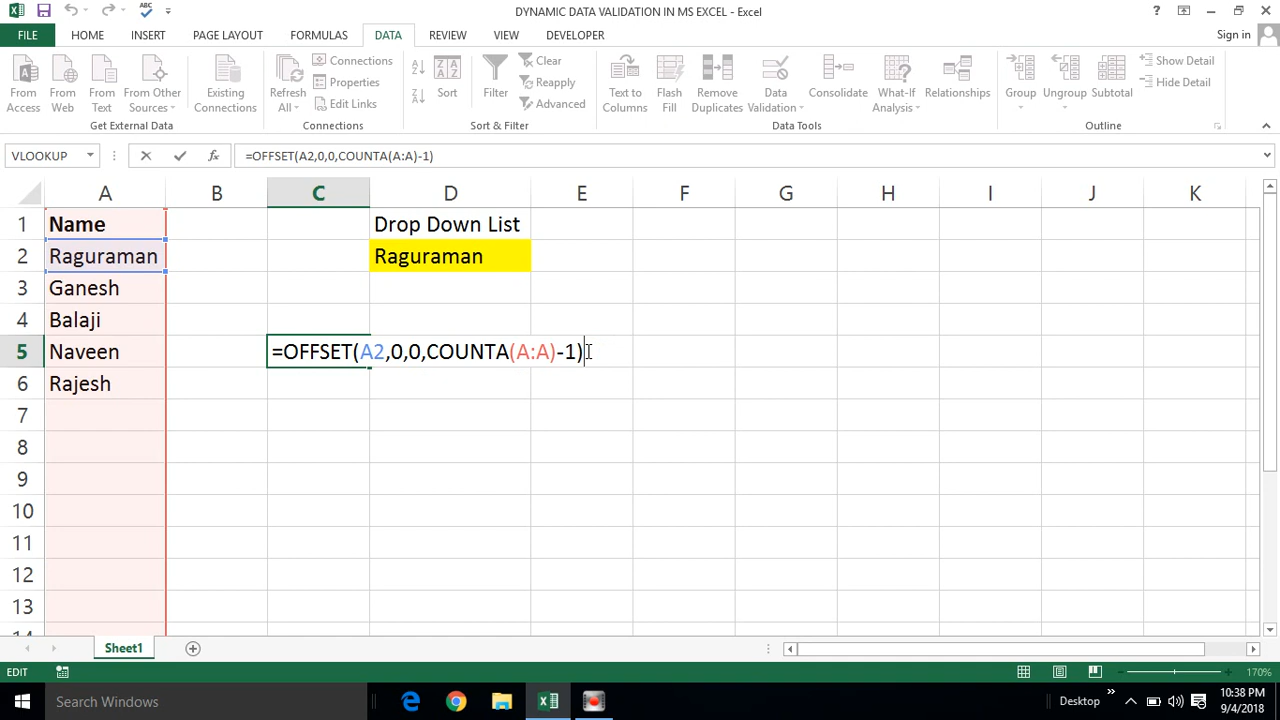 DYNAMIC DATA VALIDATION IN MS EXCEL - Excel
FILE HOME INSERT PAGE LAYOUT FORMULAS DATA REVIEW VIEW DEVELOPER Sign in
From Access
From Web
From Text
From Other Sources
Existing Connections
Get External Data
Refresh All
Connections
Properties
Edit Links
Connections
Sort
Filter
Clear
Reapply
Advanced
Sort & Filter
Text to Columns
Flash Fill
Remove Duplicates
Data Validation
Consolidate
What-If Analysis
Relationships
Data Tools
Group
Ungroup
Subtotal
Show Detail
Hide Detail
Outline
VLOOKUP fx =OFFSET(A2,0,0,COUNTA(A:A)-1)
A B C D E F G H I J K
1 Name Drop Down List
2 Raguraman Raguraman
3 Ganesh
4 Balaji
5 Naveen =OFFSET(A2,0,0,COUNTA(A:A)-1)
6 Rajesh
7
8
9
10
11
12
13
14
Sheet1
EDIT 170%
Search Windows Desktop 10:38 PM
9/4/2018